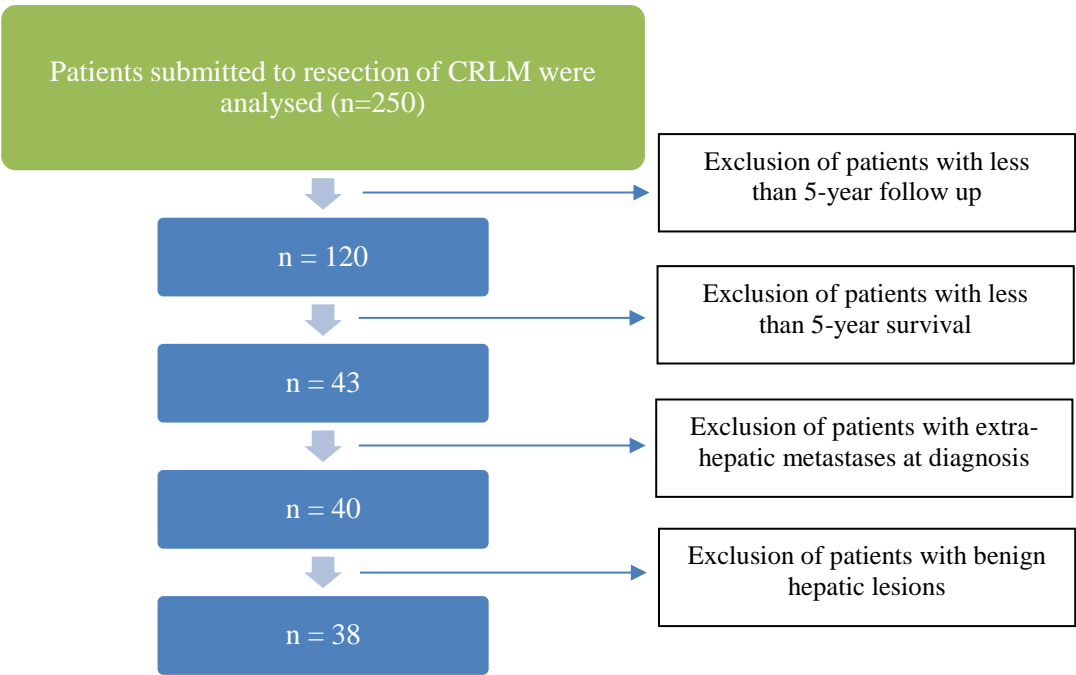 Patients submitted to resection of CRLM were
analysed (n=250)
Exclusion of patients with less
than 5-year follow up
n = 120
Exclusion of patients with less
than 5-year survival
n = 43
Exclusion of patients with extra-
hepatic metastases at diagnosis
n = 40
Exclusion of patients with benign
hepatic lesions
n = 38